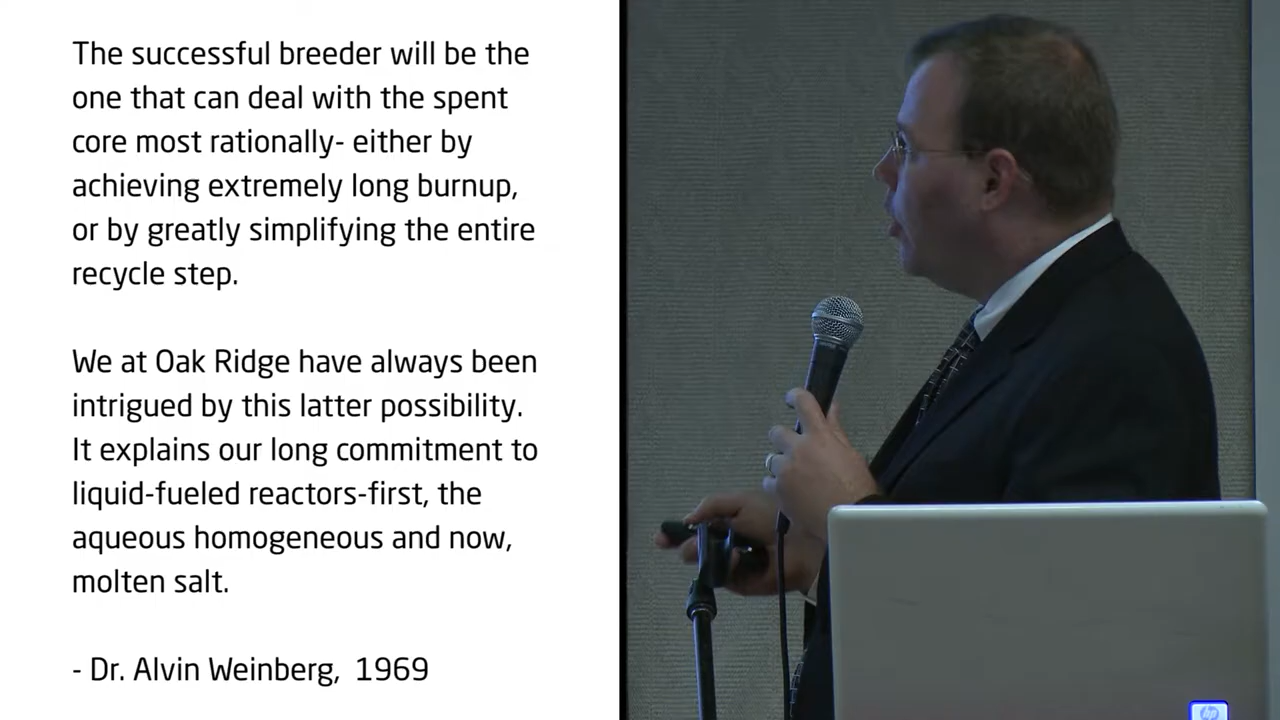 The successful breeder will be the
one that can deal with the spent
core most rationally- either by
achieving extremely long burnup,
or by greatly simplifying the entire
recycle step.
We at Oak Ridge have always been
intrigued by this latter possibility.
It explains our long commitment to
liquid-fueled reactors-first, the
aqueous homogeneous and now,
molten salt.
- Dr. Alvin Weinberg,  1969
hp